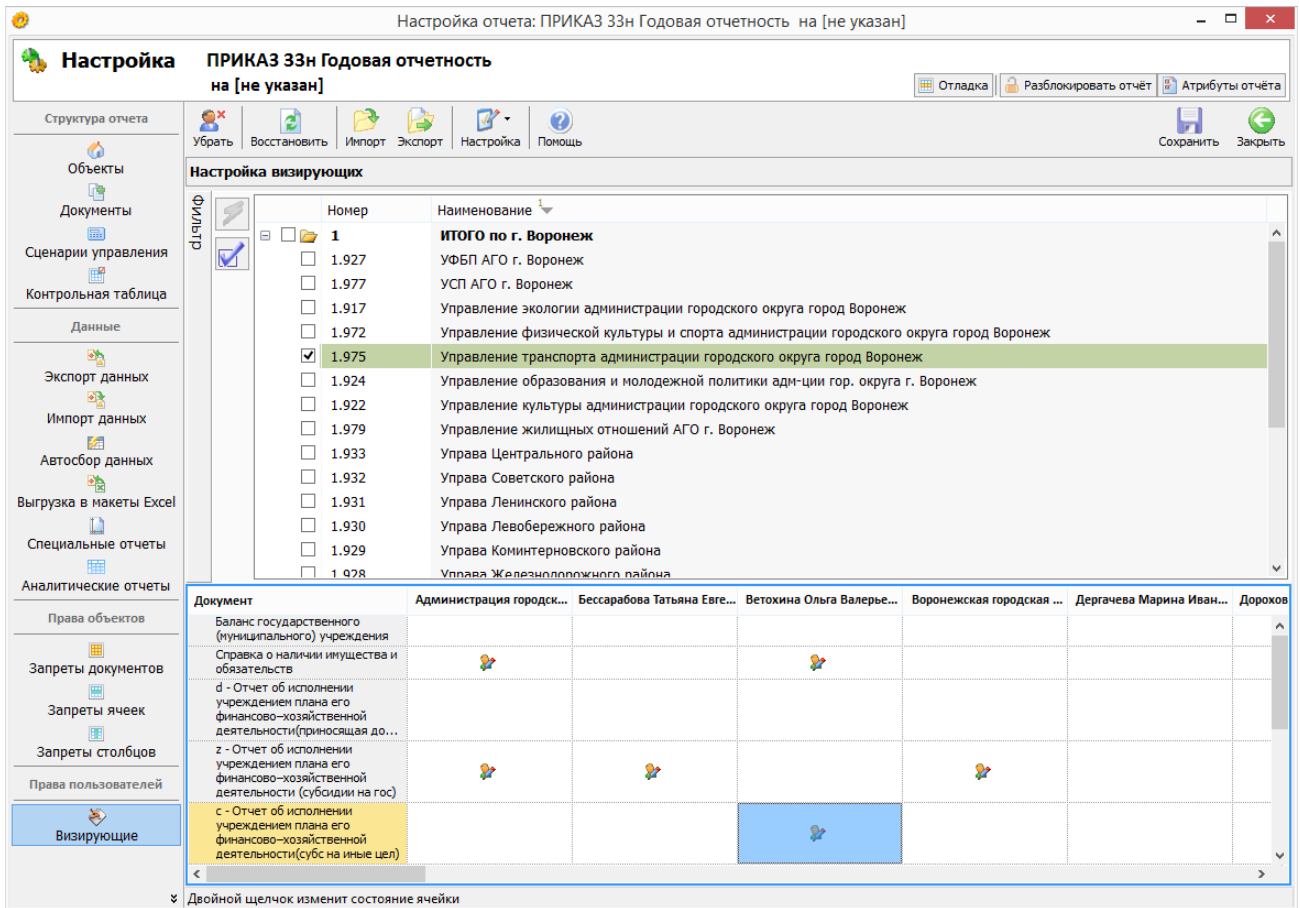 Настройка отчета: ПРИКАЗ 33н Годовая отчетность на [не указан]
Настройка
ПРИКАЗ 33н Годовая отчетность
на [не указан]
Отладка
Разблокировать отчёт
Атрибуты отчёта
Структура отчета
Объекты
Документы
Сценарии управления
Контрольная таблица
Данные
Экспорт данных
Импорт данных
Автосбор данных
Выгрузка в макеты Excel
Специальные отчеты
Аналитические отчеты
Права объектов
Запреты документов
Запреты ячеек
Запреты столбцов
Права пользователей
Визирующие
Убрать
Восстановить
Импорт
Экспорт
Настройка
Помощь
Сохранить
Закрыть
Настройка визирующих
Фильтр
Номер Наименование 1
1 ИТОГО по г. Воронеж
1.927 УФБП АГО г. Воронеж
1.977 УСП АГО г. Воронеж
1.917 Управление экологии администрации городского округа город Воронеж
1.972 Управление физической культуры и спорта администрации городского округа город Воронеж
1.975 Управление транспорта администрации городского округа город Воронеж
1.924 Управление образования и молодежной политики адм-ции гор. округа г. Воронеж
1.922 Управление культуры администрации городского округа город Воронеж
1.979 Управление жилищных отношений АГО г. Воронеж
1.933 Управа Центрального района
1.932 Управа Советского района
1.931 Управа Ленинского района
1.930 Управа Левобережного района
1.929 Управа Коминтерновского района
1.928 Управа Железнодорожного района
Документ Администрация городск... Бессарабова Татьяна Евге... Ветохина Ольга Валерье... Воронежская городская ... Дергачева Марина Иван... Дорохов
Баланс государственного
(муниципального) учреждения
Справка о наличии имущества и
обязательств
d - Отчет об исполнении
учреждением плана его
финансово-хозяйственной
деятельности(приносящая до...
z - Отчет об исполнении
учреждением плана его
финансово-хозяйственной
деятельности (субсидии на гос)
c - Отчет об исполнении
учреждением плана его
финансово-хозяйственной
деятельности(субс на иные цел)
Двойной щелчок изменит состояние ячейки